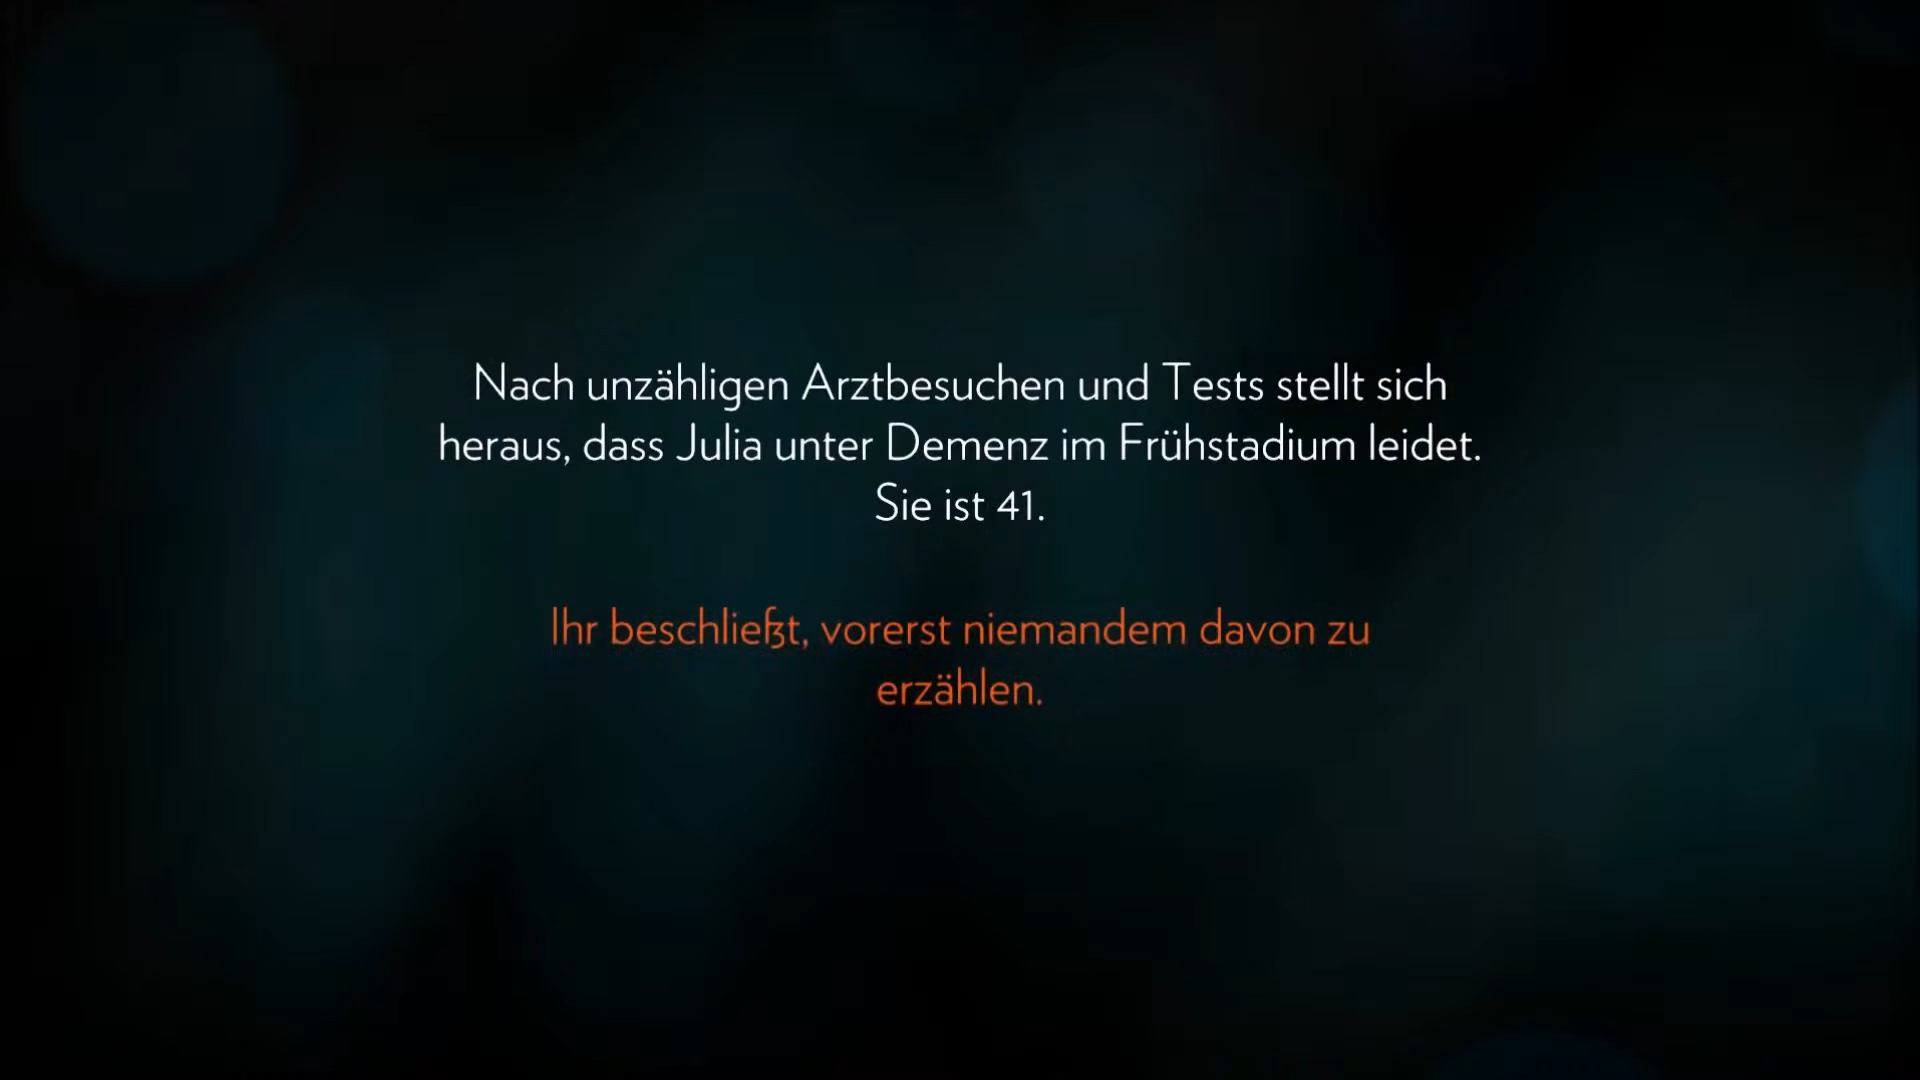 Nach unzähligen Arztbesuchen und Tests stellt sich
heraus, dass Julia unter Demenz im Frühstadium leidet.
Sie ist 41.
Ihr beschließt, vorerst niemandem davon zu
erzählen.